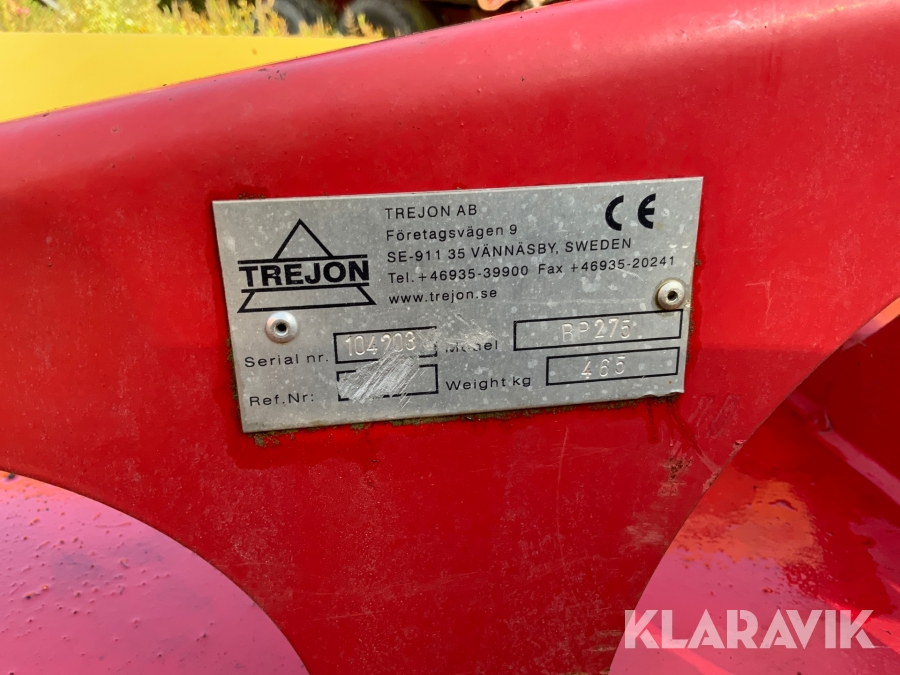 TREJON
TREJON AB
Företagsvägen 9
SE-911 35 VÄNNÄSBY, SWEDEN
Tel. +46935-39900 Fax +46935-20241
www.trejon.se
CE
Serial nr. 104203 Model RP275
Ref.Nr: Weight kg 465
KLARAVIK